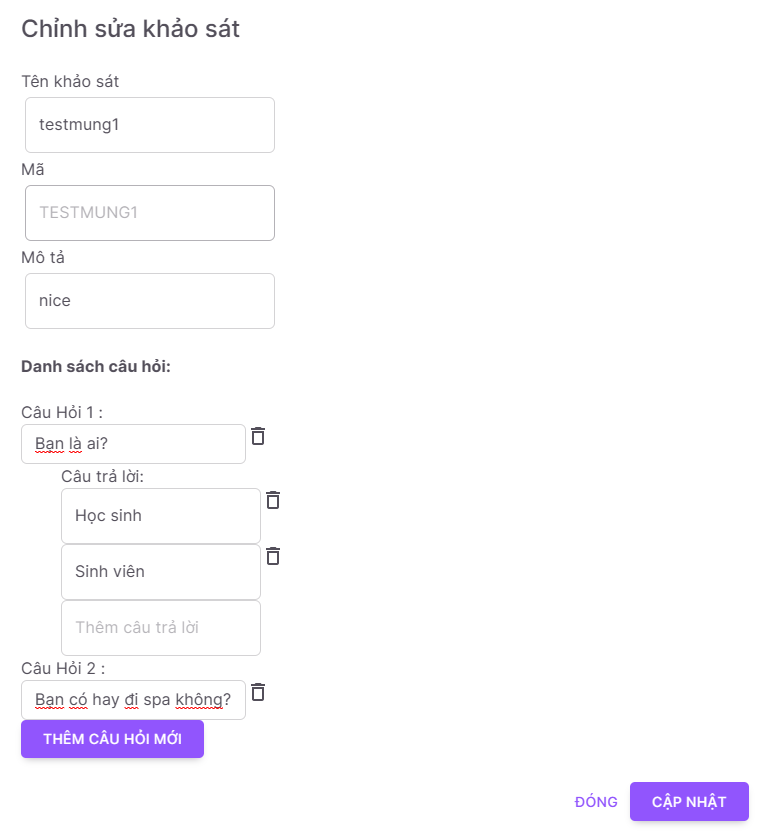 Chỉnh sửa khảo sát
Tên khảo sát
testmung1
Mã
TESTMUNG1
Mô tả
nice
Danh sách câu hỏi:
Câu Hỏi 1 :
Bạn là ai?
Câu trả lời:
Học sinh
Sinh viên
Thêm câu trả lời
Câu Hỏi 2 :
Bạn có hay đi spa không?
THÊM CÂU HỎI MỚI
ĐÓNG CẬP NHẬT